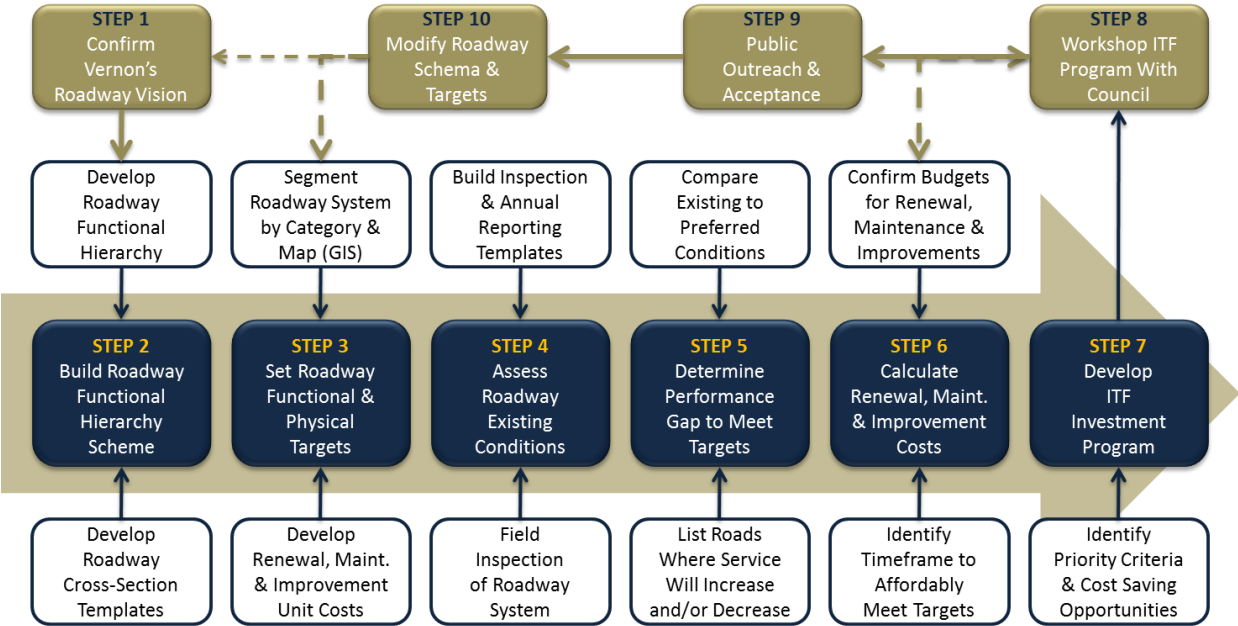 STEP 1
Confirm
Vernon's
Roadway Vision
STEP 10
Modify Roadway
Schema &
Targets
STEP 9
Public
Outreach &
Acceptance
STEP 8
Workshop ITF
Program With
Council
Develop
Roadway
Functional
Hierarchy
Segment
Roadway System
by Category &
Map (GIS)
Build Inspection
& Annual
Reporting
Templates
Compare
Existing to
Preferred
Conditions
Confirm Budgets
for Renewal,
Maintenance &
Improvements
STEP 2
Build Roadway
Functional
Hierarchy
Scheme
STEP 3
Set Roadway
Functional &
Physical
Targets
STEP 4
Assess
Roadway
Existing
Conditions
STEP 5
Determine
Performance
Gap to Meet
Targets
STEP 6
Calculate
Renewal, Maint.
& Improvement
Costs
STEP 7
Develop
ITF
Investment
Program
Develop
Roadway
Cross-Section
Templates
Develop
Renewal, Maint.
& Improvement
Unit Costs
Field
Inspection
of Roadway
System
List Roads
Where Service
Will Increase
and/or Decrease
Identify
Timeframe to
Affordably
Meet Targets
Identify
Priority Criteria
& Cost Saving
Opportunities